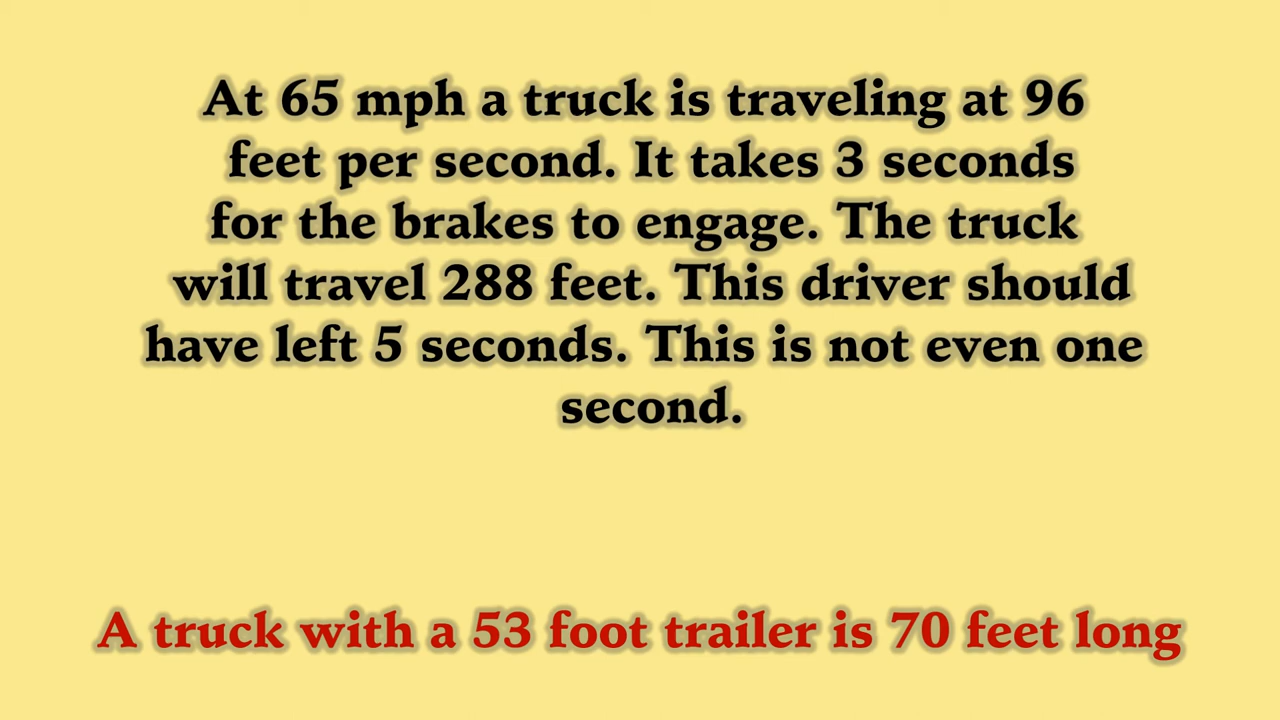 At 65 mph a truck is traveling at 96
feet per second. It takes 3 seconds
for the brakes to engage. The truck
will travel 288 feet. This driver should
have left 5 seconds. This is not even one
second.
A truck with a 53 foot trailer is 70 feet long